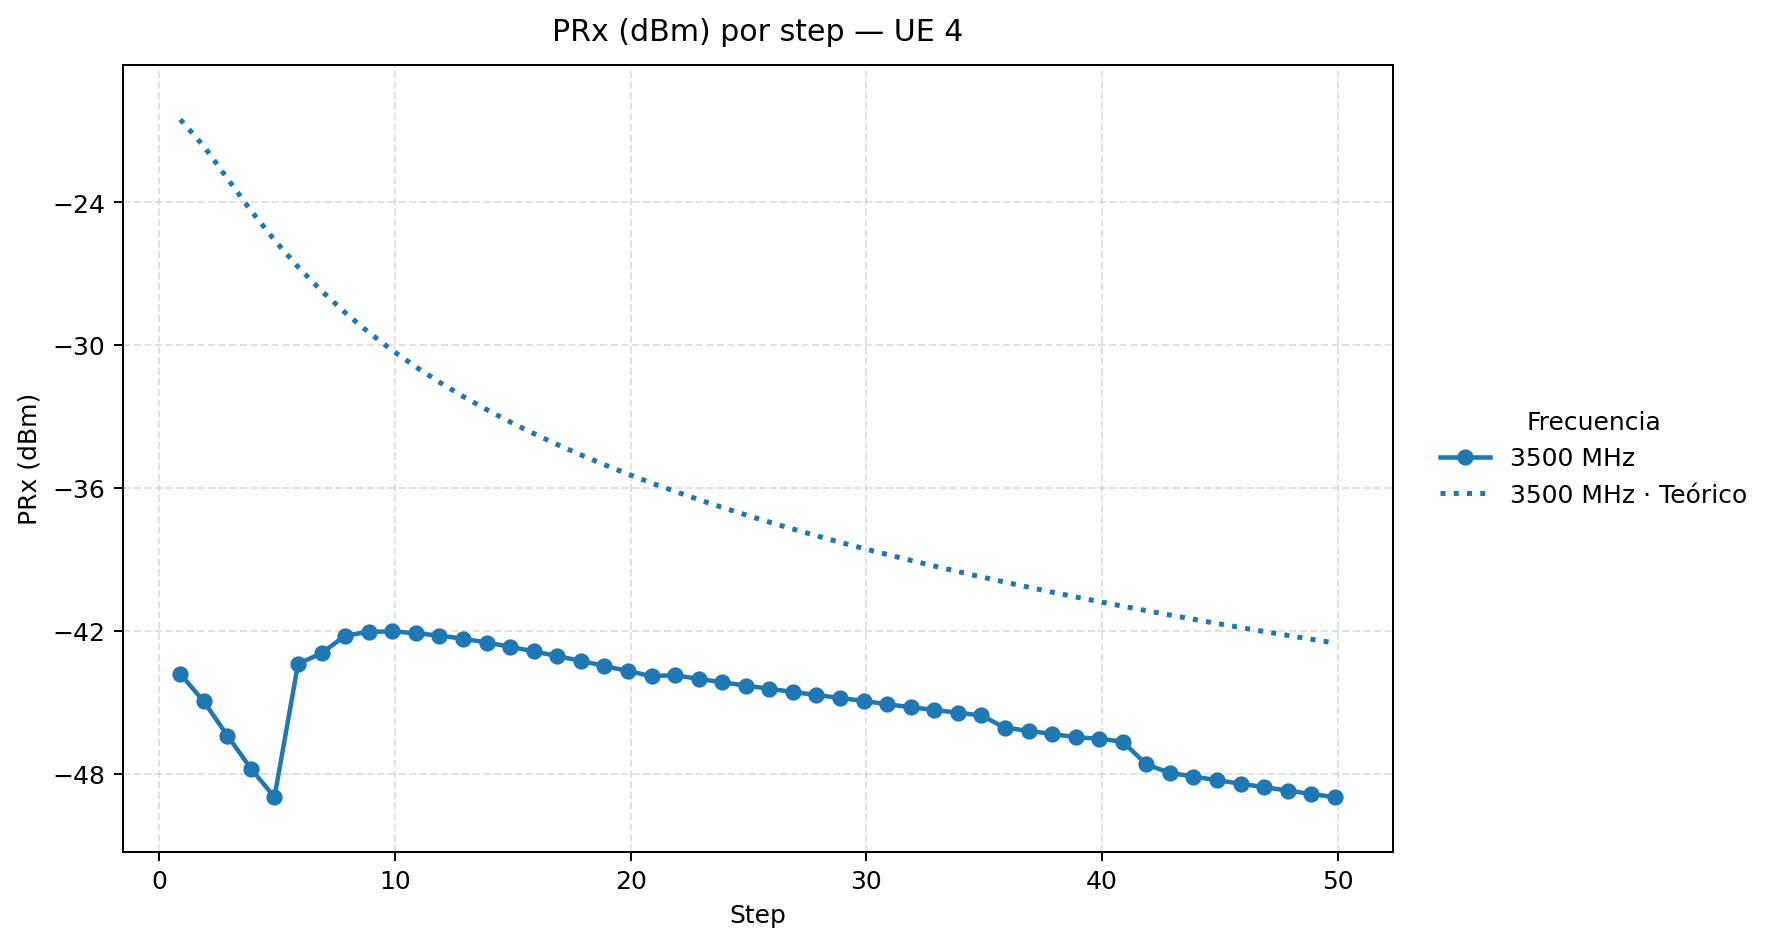 PRx (dBm) por step — UE 4
PRx (dBm)
−24
−30
−36
−42
−48
0 10 20 30 40 50
Step
Frecuencia
3500 MHz
3500 MHz · Teórico